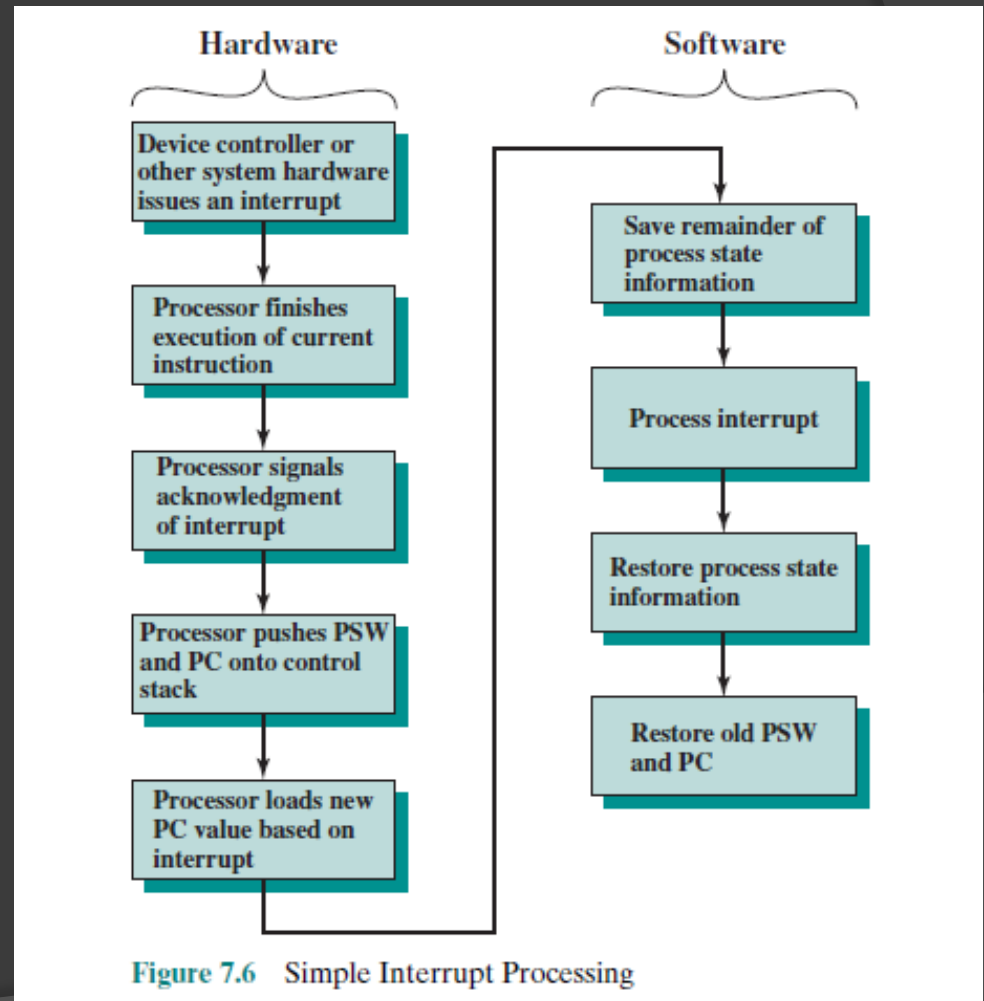 Hardware
Device controller or
other system hardware
issues an interrupt
Processor finishes
execution of current
instruction
Processor signals
acknowledgment
of interrupt
Processor pushes PSW
and PC onto control
stack
Processor loads new
PC value based on
interrupt
Software
Save remainder of
process state
information
Process interrupt
Restore process state
information
Restore old PSW
and PC
Figure 7.6 Simple Interrupt Processing